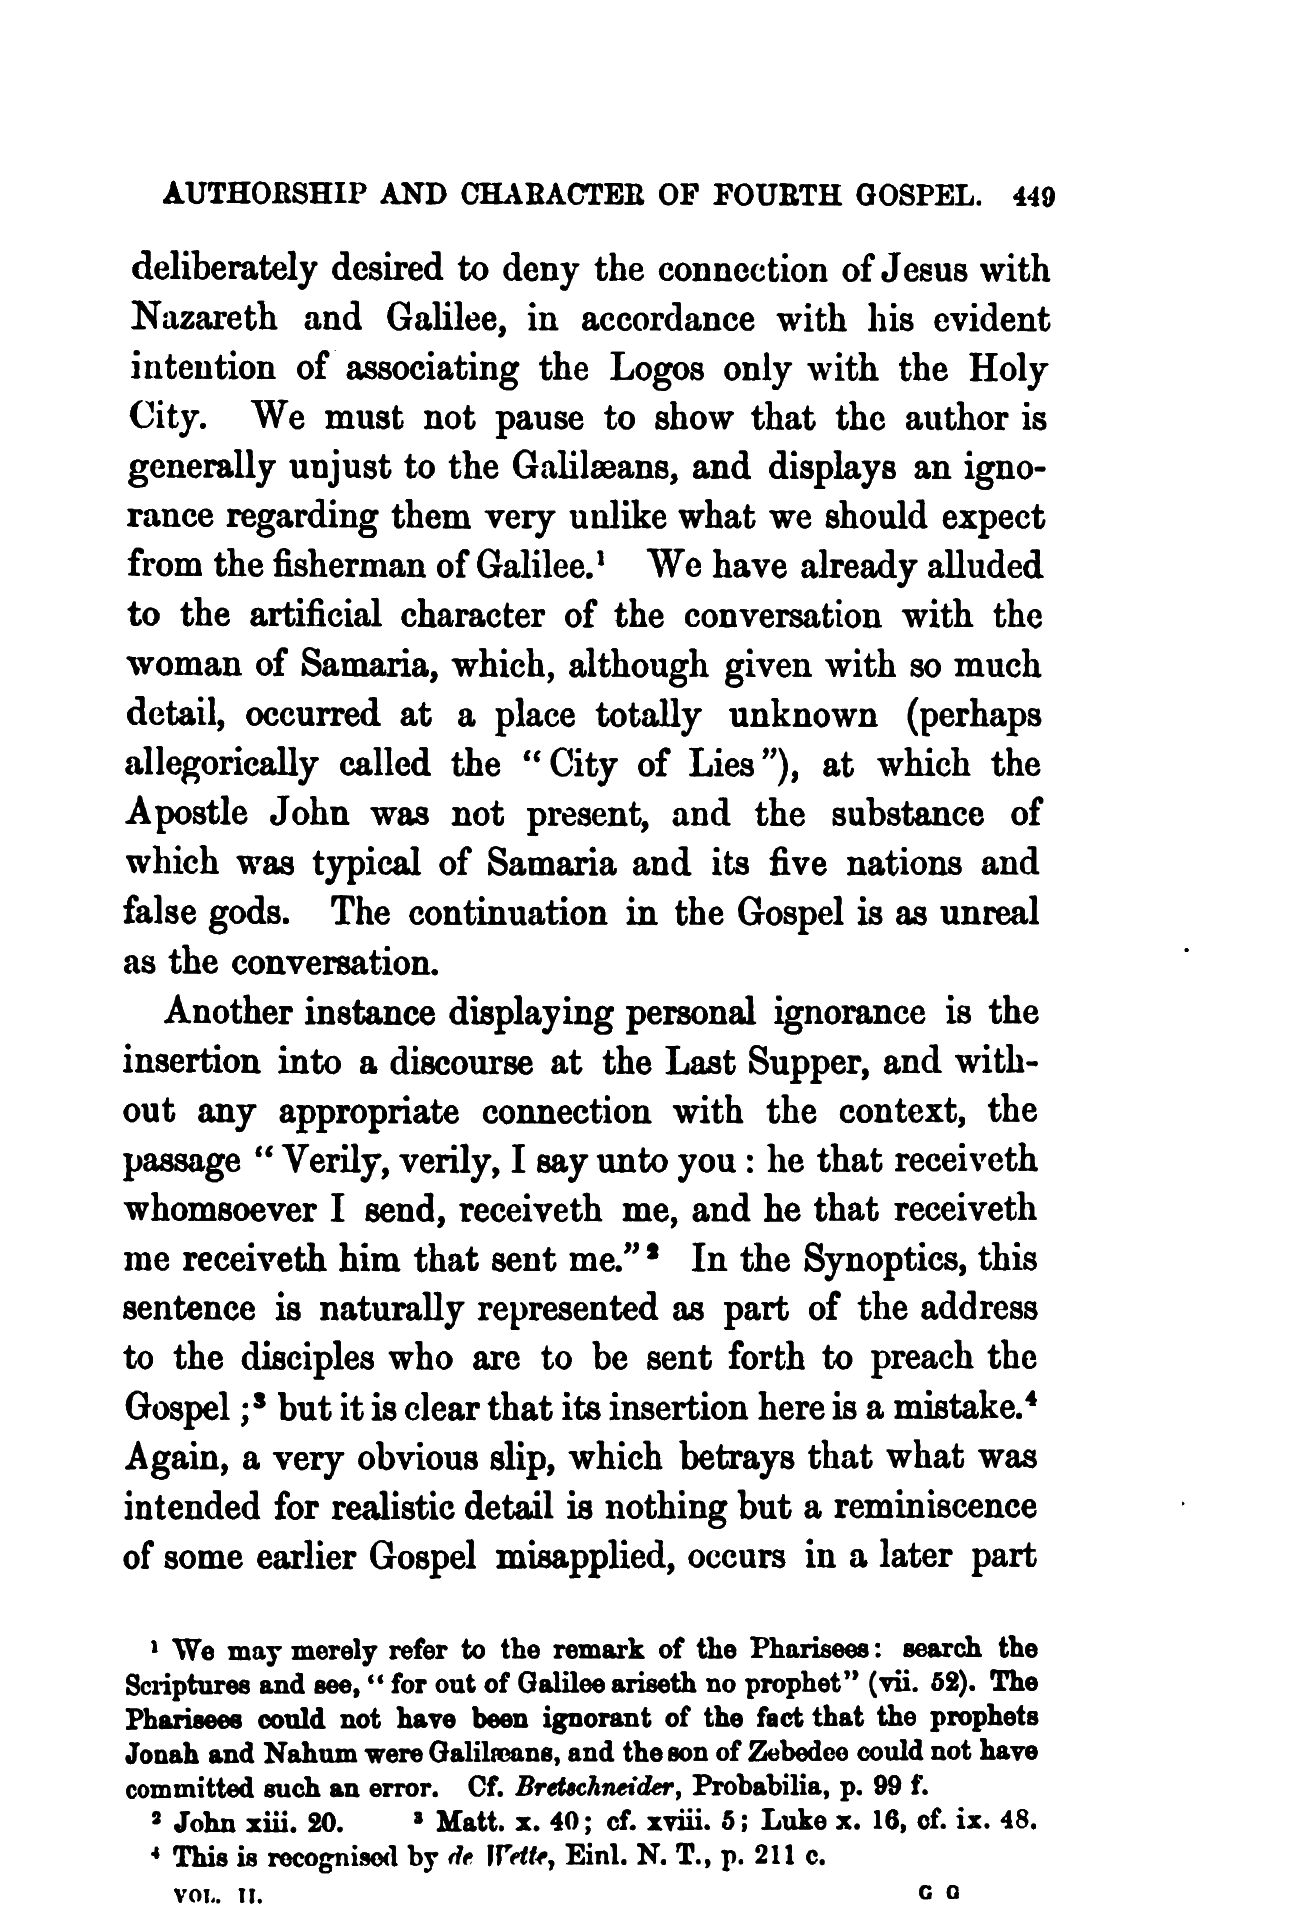 AUTHORSHIP AND CHARACTER OF FOURTH GOSPEL. 449
deliberately desired to deny the connection of Jesus with
Nazareth and Galilee, in accordance with his evident
intention of associating the Logos only with the Holy
City. We must not pause to show that the author is
generally unjust to the Galilæans, and displays an igno-
rance regarding them very unlike what we should expect
from the fisherman of Galilee.¹ We have already alluded
to the artificial character of the conversation with the
woman of Samaria, which, although given with so much
detail, occurred at a place totally unknown (perhaps
allegorically called the “City of Lies”), at which the
Apostle John was not present, and the substance of
which was typical of Samaria and its five nations and
false gods. The continuation in the Gospel is as unreal
as the conversation.
Another instance displaying personal ignorance is the
insertion into a discourse at the Last Supper, and with-
out any appropriate connection with the context, the
passage “Verily, verily, I say unto you : he that receiveth
whomsoever I send, receiveth me, and he that receiveth
me receiveth him that sent me.”² In the Synoptics, this
sentence is naturally represented as part of the address
to the disciples who are to be sent forth to preach the
Gospel ;³ but it is clear that its insertion here is a mistake.⁴
Again, a very obvious slip, which betrays that what was
intended for realistic detail is nothing but a reminiscence
of some earlier Gospel misapplied, occurs in a later part
¹ We may merely refer to the remark of the Pharisees: search the
Scriptures and see, “for out of Galilee ariseth no prophet” (vii. 52). The
Pharisees could not have been ignorant of the fact that the prophets
Jonah and Nahum were Galilæans, and the son of Zebedee could not have
committed such an error. Cf. Bretschneider, Probabilia, p. 99 f.
² John xiii. 20. ³ Matt. x. 40; cf. xviii. 5; Luke x. 16, cf. ix. 48.
⁴ This is recognised by de Wette, Einl. N. T., p. 211 c.
VOL. II. G G